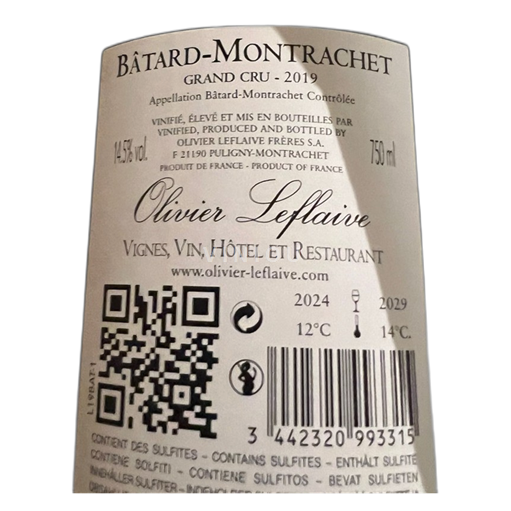 BÂTARD-MONTRACHET
GRAND CRU - 2019
Appellation Bâtard-Montrachet Contrôlée
VINIFIÉ, ÉLEVÉ ET MIS EN BOUTEILLES PAR
VINIFIED, PRODUCED AND BOTTLED BY
OLIVIER LEFLAIVE FRÈRES S.A.
F 21190 PULIGNY-MONTRACHET
PRODUIT DE FRANCE - PRODUCT OF FRANCE
14.5% vol.
750 ml
Olivier Leflaive
VIGNES, VIN, HÔTEL ET RESTAURANT
www.olivier-leflaive.com
2024 2029
12°C 14°C.
L19BAT-1
3 442320 993315
CONTIENT DES SULFITES - CONTAINS SULFITES - ENTHÄLT SULFITE
CONTIENE SOLFITI - CONTIENE SULFITOS - BEVAT SULFIETEN